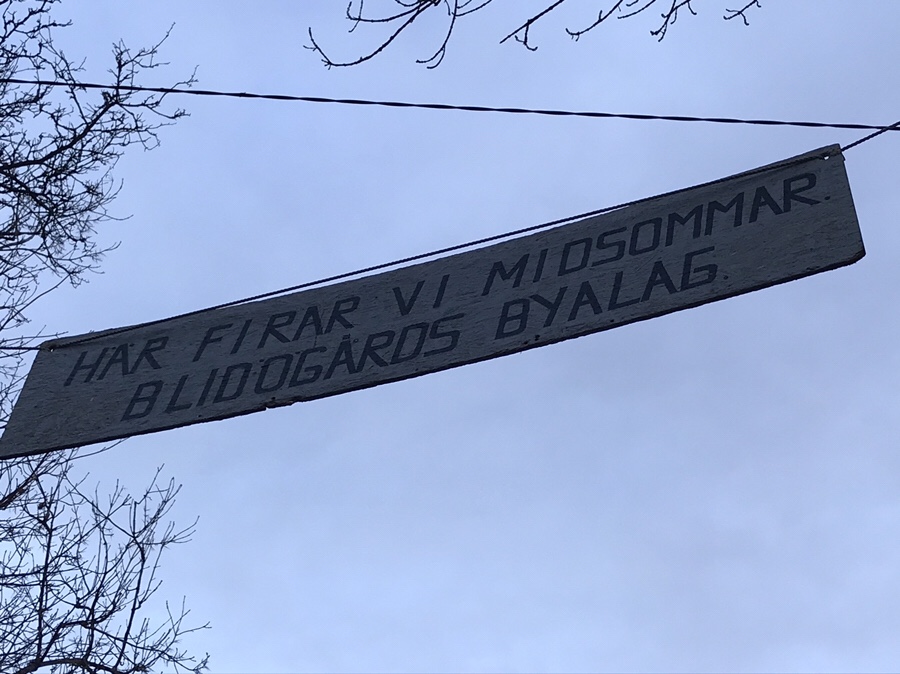 HÄR FIRAR VI MIDSOMMAR.
BLIDÖGÅRDS BYALAG.